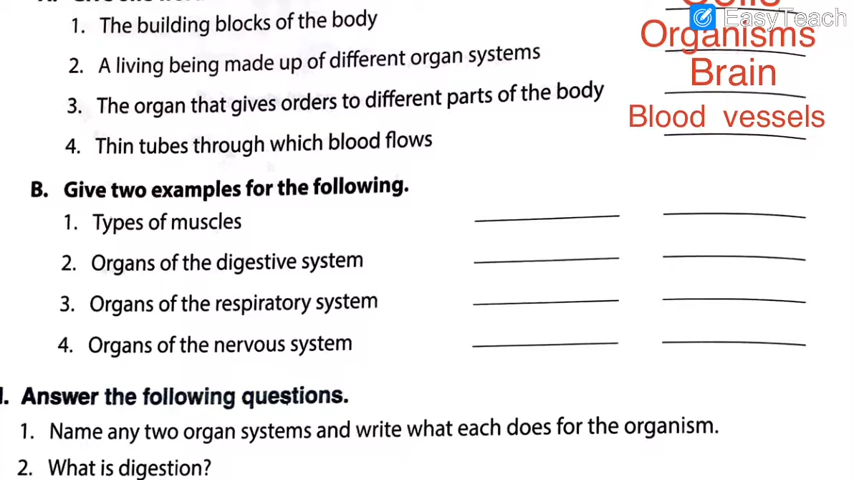 Cells
EasyTeach
1. The building blocks of the body
Organisms
2. A living being made up of different organ systems
Brain
3. The organ that gives orders to different parts of the body
Blood vessels
4. Thin tubes through which blood flows
B. Give two examples for the following.
1. Types of muscles
2. Organs of the digestive system
3. Organs of the respiratory system
4. Organs of the nervous system
I. Answer the following questions.
1. Name any two organ systems and write what each does for the organism.
2. What is digestion?